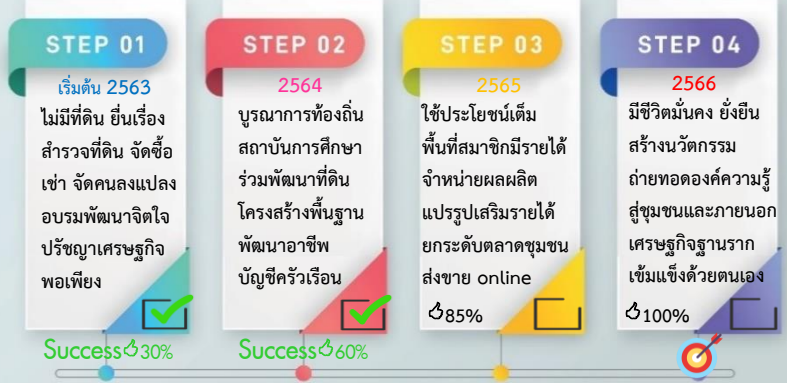 STEP 01
เริ่มต้น 2563
ไม่มีที่ดิน ยื่นเรื่อง
สำรวจที่ดิน จัดซื้อ
เช่า จัดคนลงแปลง
อบรมพัฒนาจิตใจ
ปรัชญาเศรษฐกิจ
พอเพียง
Success 30%
STEP 02
2564
บูรณาการท้องถิ่น
สถาบันการศึกษา
ร่วมพัฒนาที่ดิน
โครงสร้างพื้นฐาน
พัฒนาอาชีพ
บัญชีครัวเรือน
Success 60%
STEP 03
2565
ใช้ประโยชน์เต็ม
พื้นที่สมาชิกมีรายได้
จำหน่ายผลผลิต
แปรรูปเสริมรายได้
ยกระดับตลาดชุมชน
ส่งขาย online
85%
STEP 04
2566
มีชีวิตมั่นคง ยั่งยืน
สร้างนวัตกรรม
ถ่ายทอดองค์ความรู้
สู่ชุมชนและภายนอก
เศรษฐกิจฐานราก
เข้มแข็งด้วยตนเอง
100%